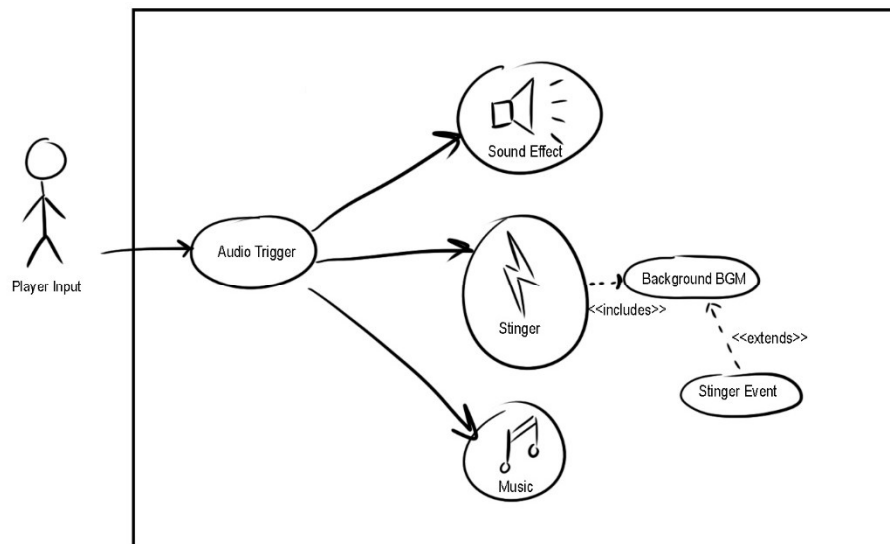 Sound Effect
Audio Trigger
Player Input
Background BGM
<<includes>>
Stinger
<<extends>>
Stinger Event
Music